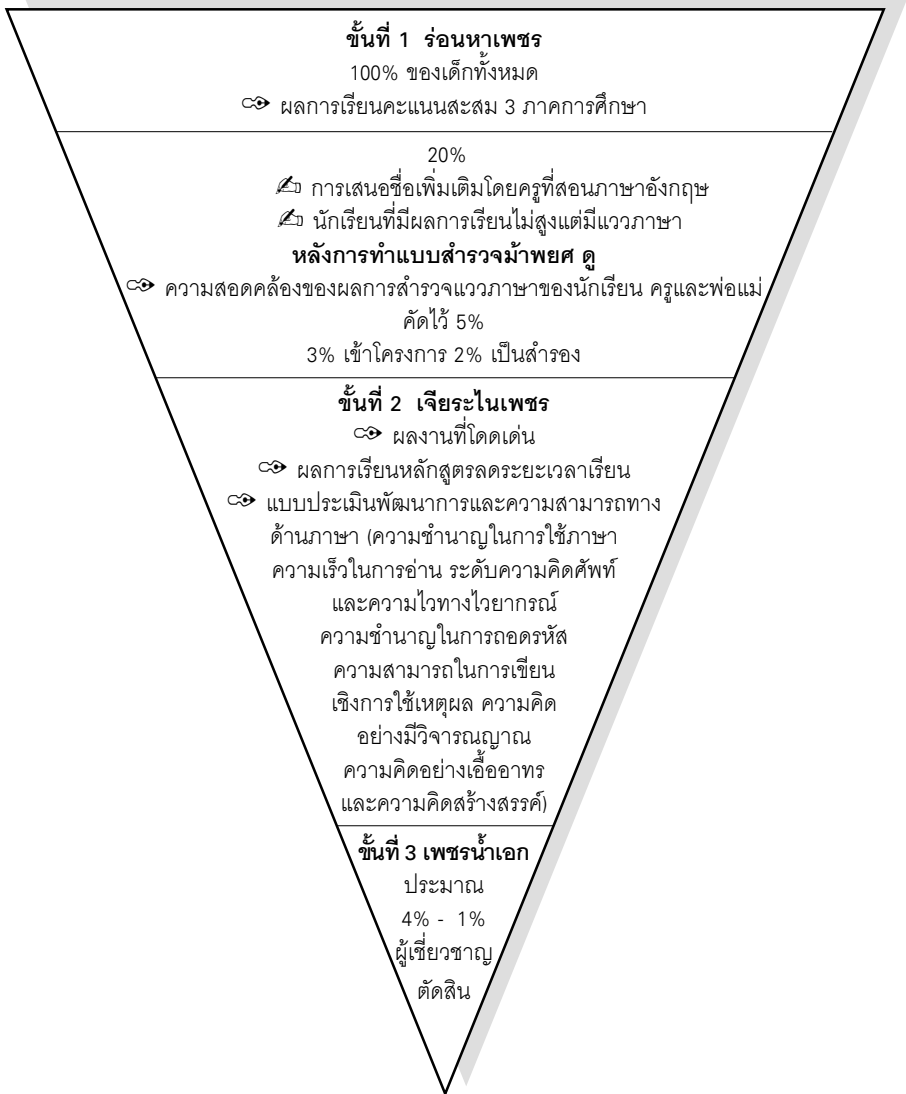 ขั้นที่ 1 ร่อนหาเพชร
100% ของเด็กทั้งหมด
ผลการเรียนคะแนนสะสม 3 ภาคการศึกษา
20%
การเสนอชื่อเพิ่มเติมโดยครูที่สอนภาษาอังกฤษ
นักเรียนที่มีผลการเรียนไม่สูงแต่มีแววภาษา
หลังการทำแบบสำรวจม้าพยศ ดู
ความสอดคล้องของผลการสำรวจแววภาษาของนักเรียน ครูและพ่อแม่
คัดไว้ 5%
3% เข้าโครงการ 2% เป็นสำรอง
ขั้นที่ 2 เจียระไนเพชร
ผลงานที่โดดเด่น
ผลการเรียนหลักสูตรลดระยะเวลาเรียน
แบบประเมินพัฒนาการและความสามารถทาง
ด้านภาษา (ความชำนาญในการใช้ภาษา
ความเร็วในการอ่าน ระดับความคิดศัพท์
และความไวทางไวยากรณ์
ความชำนาญในการถอดรหัส
ความสามารถในการเขียน
เชิงการใช้เหตุผล ความคิด
อย่างมีวิจารณญาณ
ความคิดอย่างเอื้ออาทร
และความคิดสร้างสรรค์)
ขั้นที่ 3 เพชรน้ำเอก
ประมาณ
4% - 1%
ผู้เชี่ยวชาญ
ตัดสิน